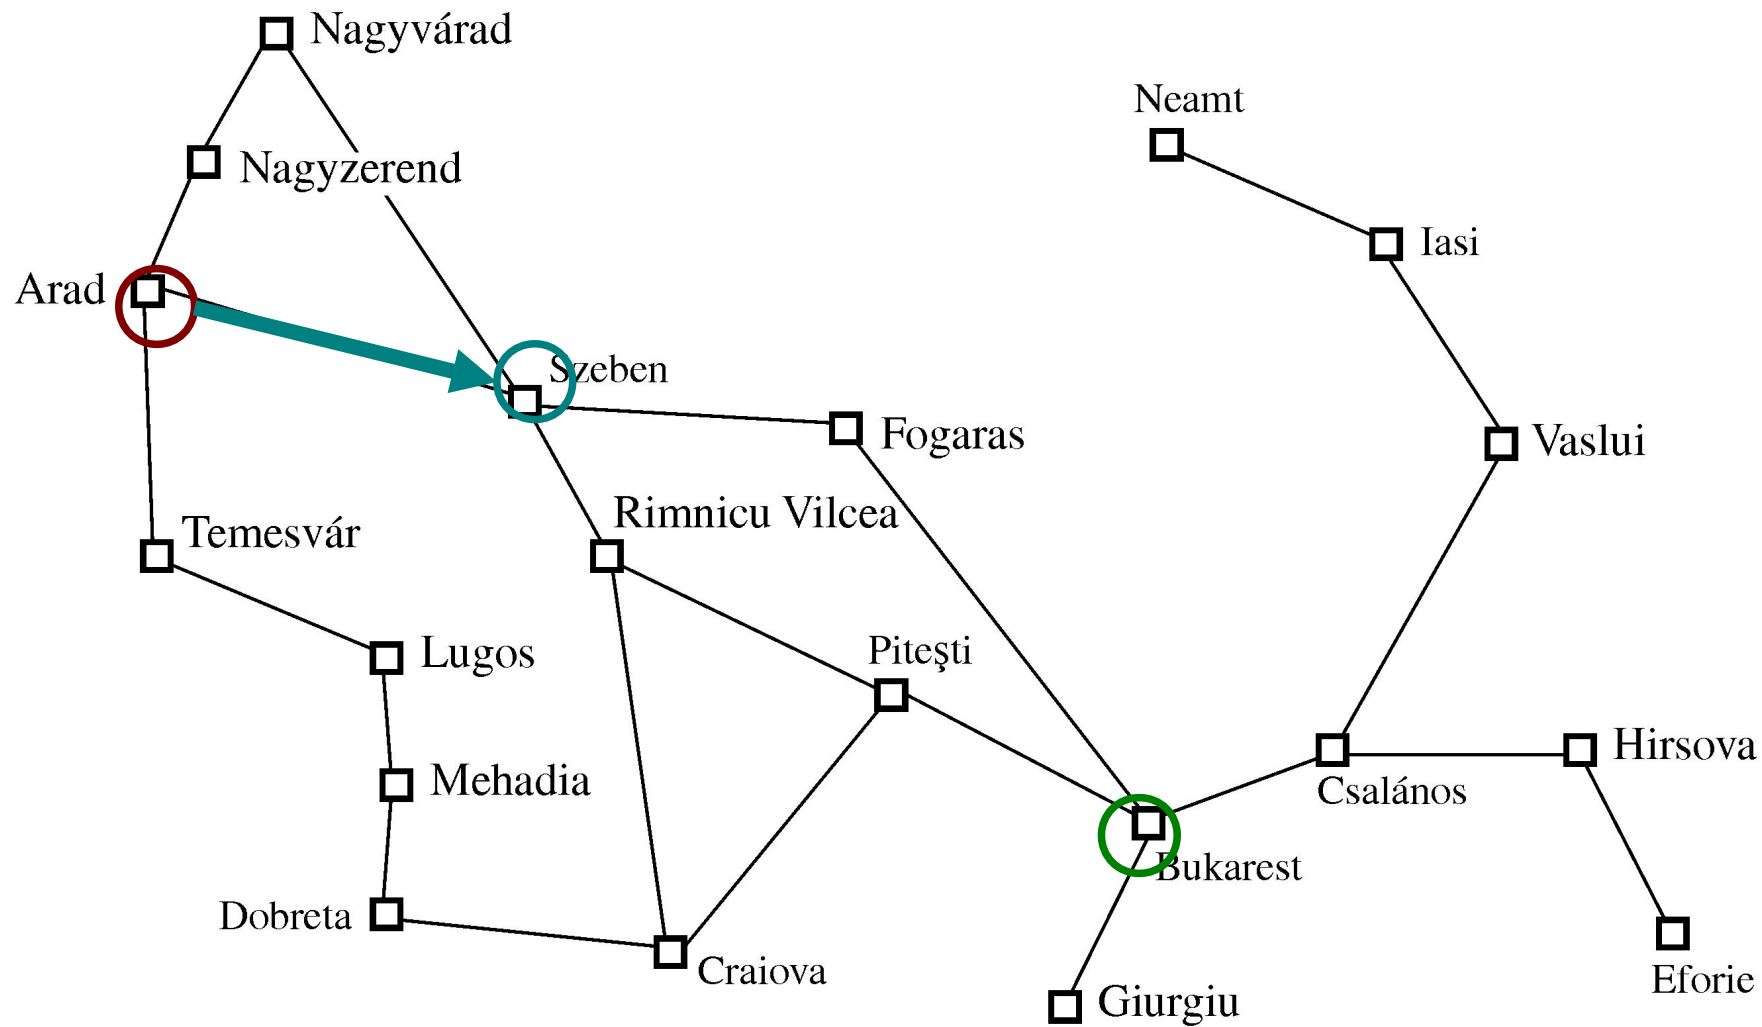 Nagyvárad
Neamt
Nagyzerend
Iasi
Arad
Szeben
Fogaras
Vaslui
Rimnicu Vilcea
Temesvár
Lugos
Piteşti
Hirsova
Mehadia
Csalános
Bukarest
Dobreta
Craiova
Eforie
Giurgiu